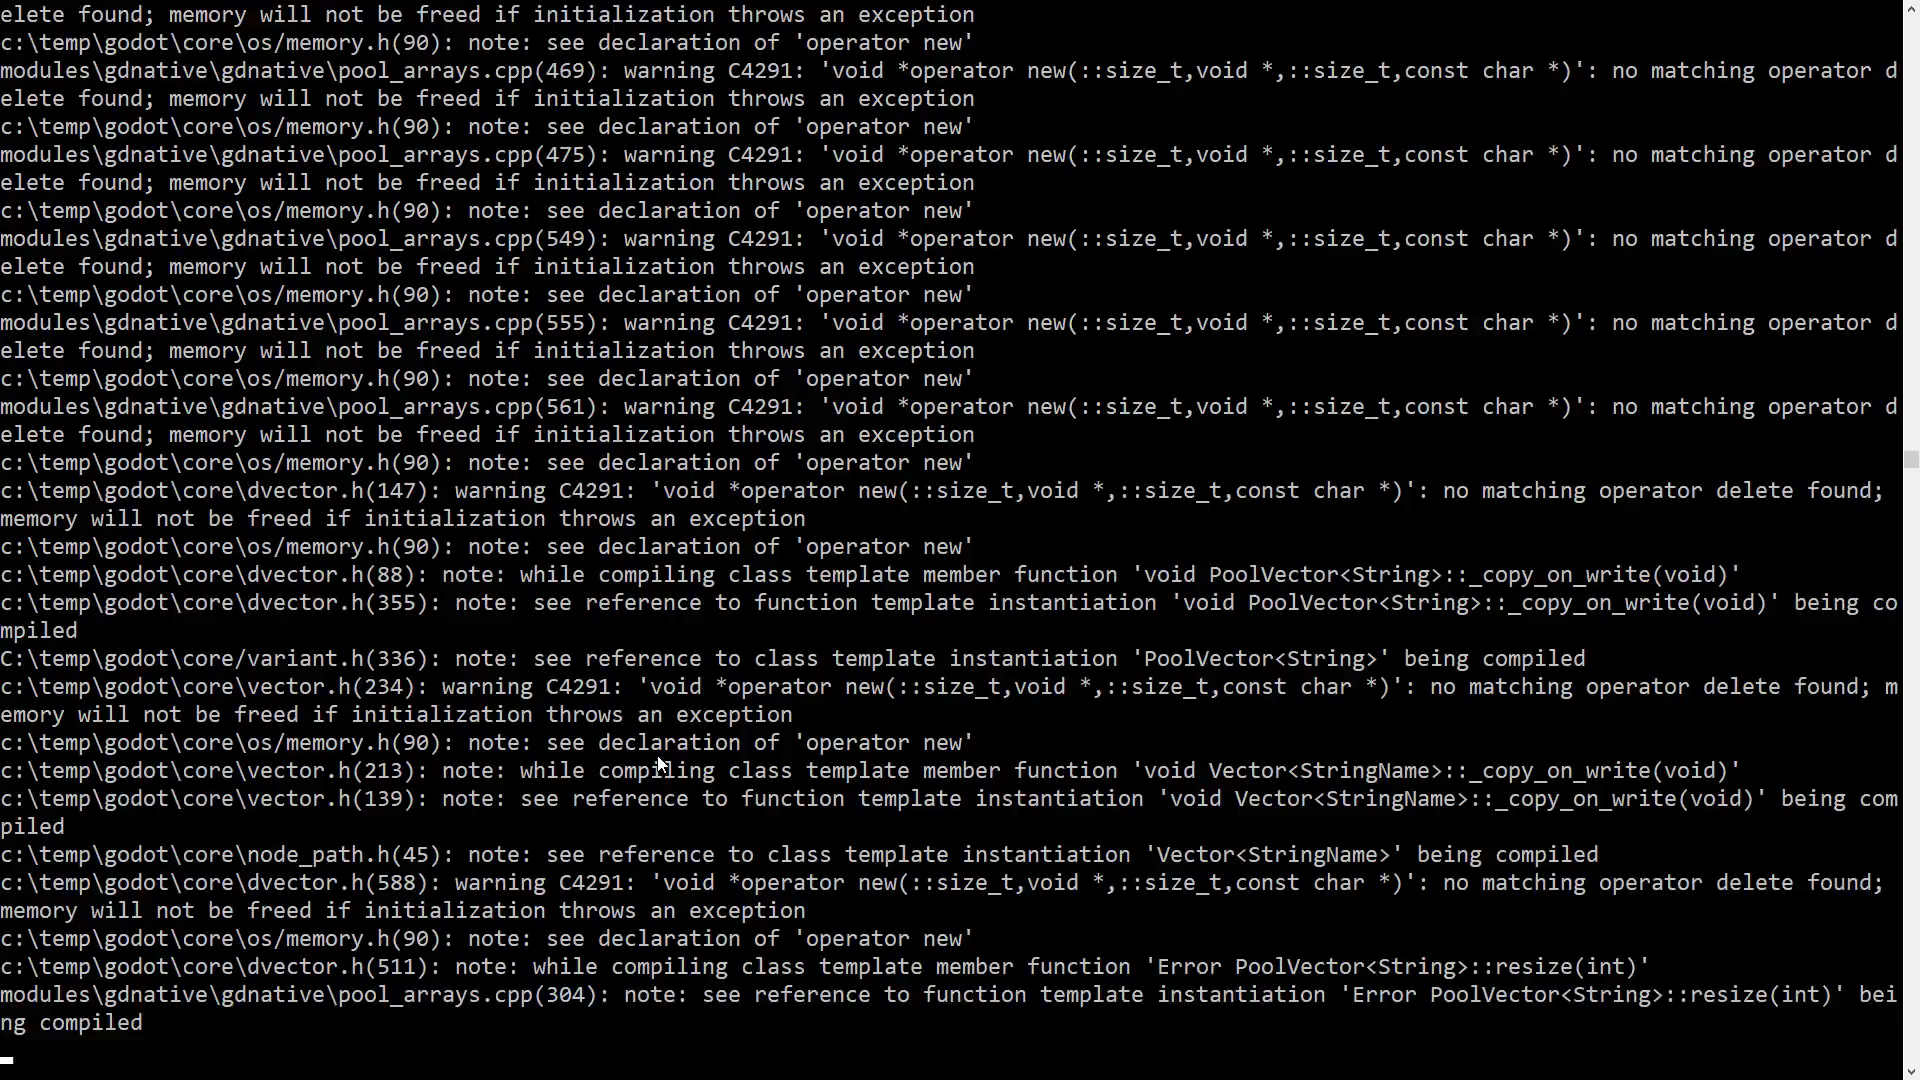 elete found; memory will not be freed if initialization throws an exception
c:\temp\godot\core\os/memory.h(90): note: see declaration of 'operator new'
modules\gdnative\gdnative\pool_arrays.cpp(469): warning C4291: 'void *operator new(::size_t,void *,::size_t,const char *)': no matching operator d
elete found; memory will not be freed if initialization throws an exception
c:\temp\godot\core\os/memory.h(90): note: see declaration of 'operator new'
modules\gdnative\gdnative\pool_arrays.cpp(475): warning C4291: 'void *operator new(::size_t,void *,::size_t,const char *)': no matching operator d
elete found; memory will not be freed if initialization throws an exception
c:\temp\godot\core\os/memory.h(90): note: see declaration of 'operator new'
modules\gdnative\gdnative\pool_arrays.cpp(549): warning C4291: 'void *operator new(::size_t,void *,::size_t,const char *)': no matching operator d
elete found; memory will not be freed if initialization throws an exception
c:\temp\godot\core\os/memory.h(90): note: see declaration of 'operator new'
modules\gdnative\gdnative\pool_arrays.cpp(555): warning C4291: 'void *operator new(::size_t,void *,::size_t,const char *)': no matching operator d
elete found; memory will not be freed if initialization throws an exception
c:\temp\godot\core\os/memory.h(90): note: see declaration of 'operator new'
modules\gdnative\gdnative\pool_arrays.cpp(561): warning C4291: 'void *operator new(::size_t,void *,::size_t,const char *)': no matching operator d
elete found; memory will not be freed if initialization throws an exception
c:\temp\godot\core\os/memory.h(90): note: see declaration of 'operator new'
c:\temp\godot\core\dvector.h(147): warning C4291: 'void *operator new(::size_t,void *,::size_t,const char *)': no matching operator delete found;
memory will not be freed if initialization throws an exception
c:\temp\godot\core\os/memory.h(90): note: see declaration of 'operator new'
c:\temp\godot\core\dvector.h(88): note: while compiling class template member function 'void PoolVector<String>::_copy_on_write(void)'
c:\temp\godot\core\dvector.h(355): note: see reference to function template instantiation 'void PoolVector<String>::_copy_on_write(void)' being co
mpiled
C:\temp\godot\core/variant.h(336): note: see reference to class template instantiation 'PoolVector<String>' being compiled
c:\temp\godot\core\vector.h(234): warning C4291: 'void *operator new(::size_t,void *,::size_t,const char *)': no matching operator delete found; m
emory will not be freed if initialization throws an exception
c:\temp\godot\core\os/memory.h(90): note: see declaration of 'operator new'
c:\temp\godot\core\vector.h(213): note: while compiling class template member function 'void Vector<StringName>::_copy_on_write(void)'
c:\temp\godot\core\vector.h(139): note: see reference to function template instantiation 'void Vector<StringName>::_copy_on_write(void)' being com
piled
c:\temp\godot\core\node_path.h(45): note: see reference to class template instantiation 'Vector<StringName>' being compiled
c:\temp\godot\core\dvector.h(588): warning C4291: 'void *operator new(::size_t,void *,::size_t,const char *)': no matching operator delete found;
memory will not be freed if initialization throws an exception
c:\temp\godot\core\os/memory.h(90): note: see declaration of 'operator new'
c:\temp\godot\core\dvector.h(511): note: while compiling class template member function 'Error PoolVector<String>::resize(int)'
modules\gdnative\gdnative\pool_arrays.cpp(304): note: see reference to function template instantiation 'Error PoolVector<String>::resize(int)' bei
ng compiled